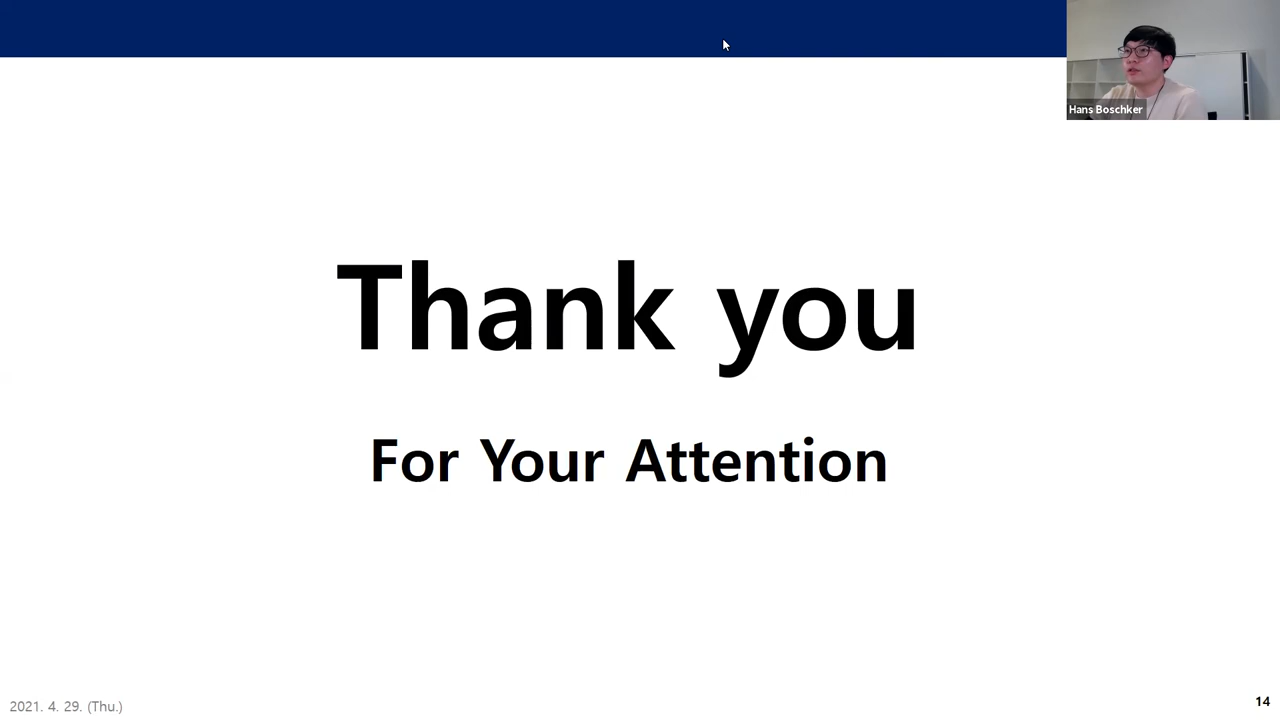 Hans Boschker
Thank you
For Your Attention
2021. 4. 29. (Thu.)
14